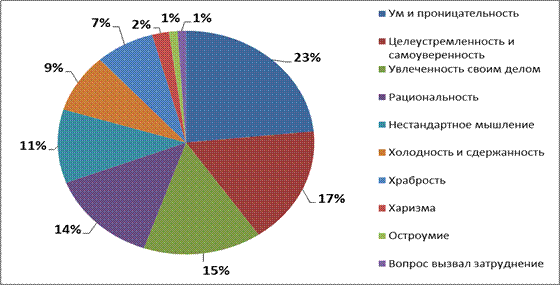 23%
17%
15%
14%
11%
9%
7%
2%
1%
1%
Ум и проницательность
Целеустремленность и
самоуверенность
Увлеченность своим делом
Рациональность
Нестандартное мышление
Холодность и сдержанность
Храбрость
Харизма
Остроумие
Вопрос вызвал затруднение